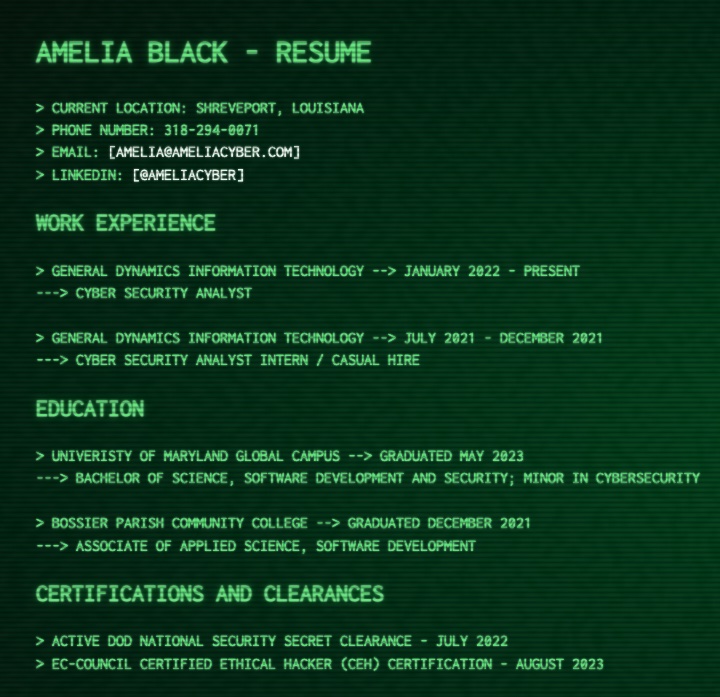 AMELIA BLACK - RESUME
> CURRENT LOCATION: SHREVEPORT, LOUISIANA
> PHONE NUMBER: 318-294-0071
> EMAIL: [AMELIA@AMELIACYBER.COM]
> LINKEDIN: [@AMELIACYBER]
WORK EXPERIENCE
> GENERAL DYNAMICS INFORMATION TECHNOLOGY --> JANUARY 2022 - PRESENT
---> CYBER SECURITY ANALYST
> GENERAL DYNAMICS INFORMATION TECHNOLOGY --> JULY 2021 - DECEMBER 2021
---> CYBER SECURITY ANALYST INTERN / CASUAL HIRE
EDUCATION
> UNIVERISTY OF MARYLAND GLOBAL CAMPUS --> GRADUATED MAY 2023
---> BACHELOR OF SCIENCE, SOFTWARE DEVELOPMENT AND SECURITY; MINOR IN CYBERSECURITY
> BOSSIER PARISH COMMUNITY COLLEGE --> GRADUATED DECEMBER 2021
---> ASSOCIATE OF APPLIED SCIENCE, SOFTWARE DEVELOPMENT
CERTIFICATIONS AND CLEARANCES
> ACTIVE DOD NATIONAL SECURITY SECRET CLEARANCE - JULY 2022
> EC-COUNCIL CERTIFIED ETHICAL HACKER (CEH) CERTIFICATION - AUGUST 2023